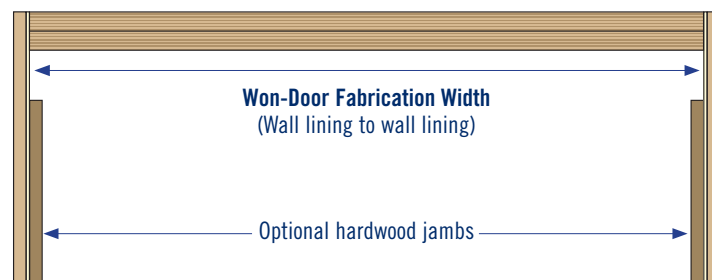 Won-Door Fabrication Width
(Wall lining to wall lining)
Optional hardwood jambs